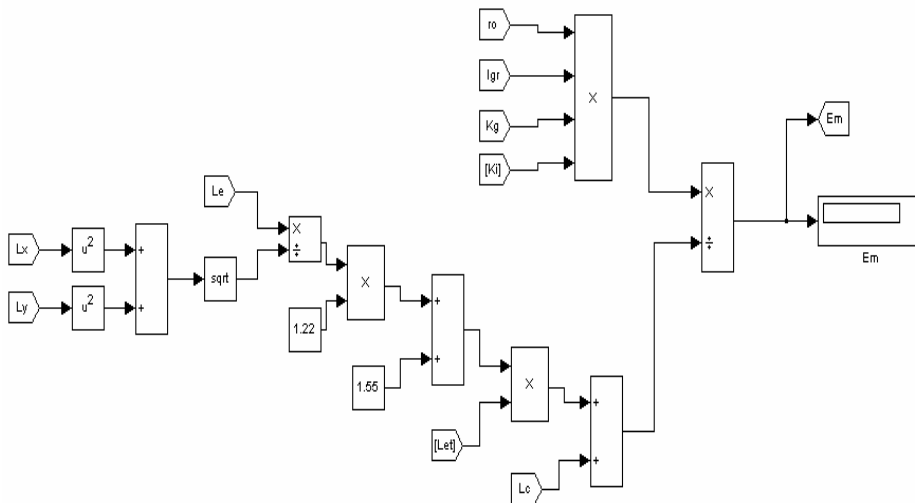 ro
Igr
Kg
[Ki]
X
Em
X
÷
Em
Le
X
÷
Lx
u²
+
Ly
u²
+
sqrt
X
1.22
+
+
1.55
X
[Let]
+
+
Lc